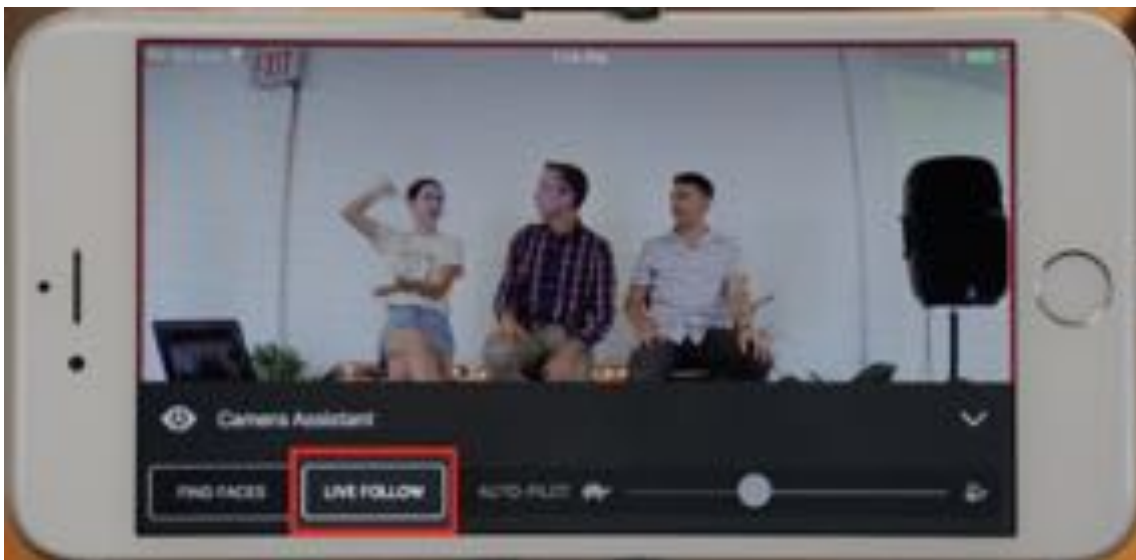 EXIT
Camera Assistant
FIND FACES
LIVE FOLLOW
AUTO-PILOT